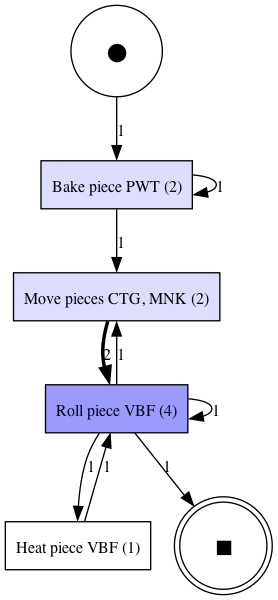 1
Bake piece PWT (2)
1
1
Move pieces CTG, MNK (2)
2
1
Roll piece VBF (4)
1
1
1
1
Heat piece VBF (1)